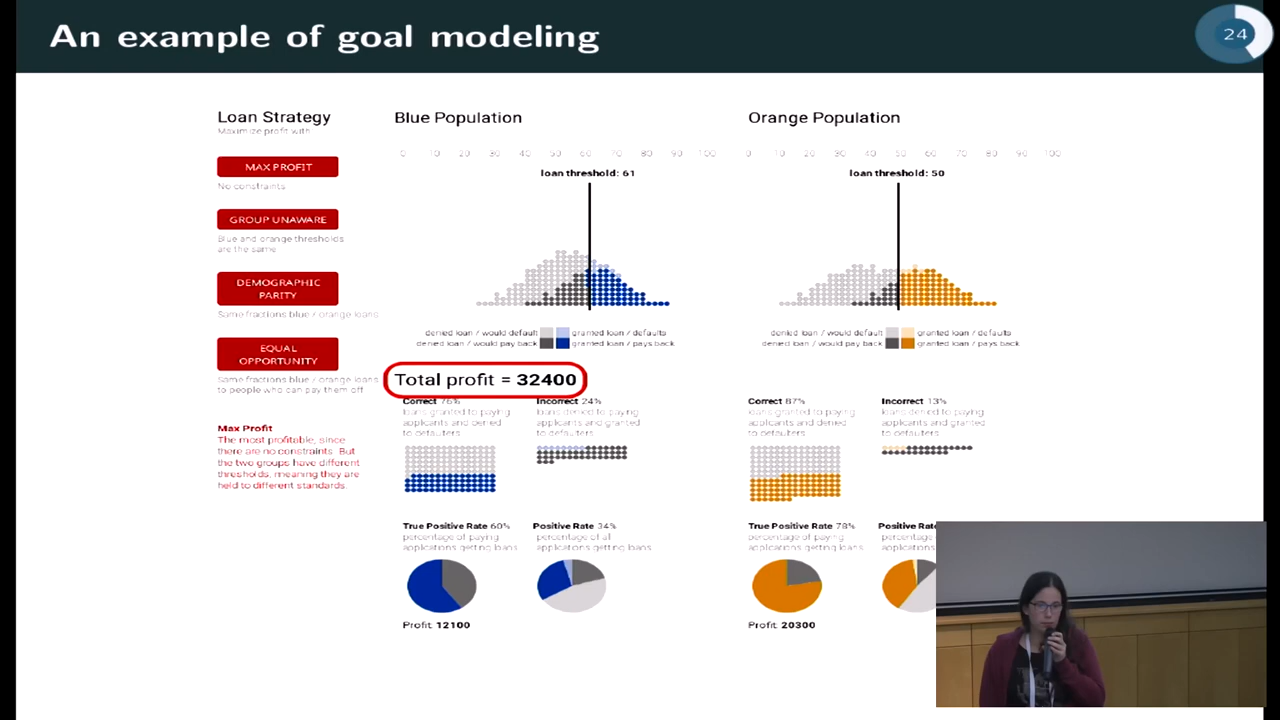 An example of goal modeling
24
Loan Strategy
Maximize profit with
MAX PROFIT
No constraints
GROUP UNAWARE
Blue and orange thresholds
are the same
DEMOGRAPHIC
PARITY
Same fractions blue / orange loans
EQUAL
OPPORTUNITY
Same fractions blue / orange loans
to people who can pay them off
Max Profit
The most profitable, since
there are no constraints. But
the two groups have different
thresholds, meaning they are
held to different standards.
Blue Population
0 10 20 30 40 50 60 70 80 90 100
loan threshold: 61
denied loan / would default
granted loan / defaults
denied loan / would pay back
granted loan / pays back
Total profit = 32400
Correct 76%
loans granted to paying
applicants and denied
to defaulters
Incorrect 24%
loans denied to paying
applicants and granted
to defaulters
True Positive Rate 60%
percentage of paying
applications getting loans
Positive Rate 34%
percentage of all
applications getting loans
Profit: 12100
Orange Population
0 10 20 30 40 50 60 70 80 90 100
loan threshold: 50
denied loan / would default
granted loan / defaults
denied loan / would pay back
granted loan / pays back
Correct 87%
loans granted to paying
applicants and denied
to defaulters
Incorrect 13%
loans denied to paying
applicants and granted
to defaulters
True Positive Rate 78%
percentage of paying
applications getting loans
Positive Rate
percentage
applications
Profit: 20300